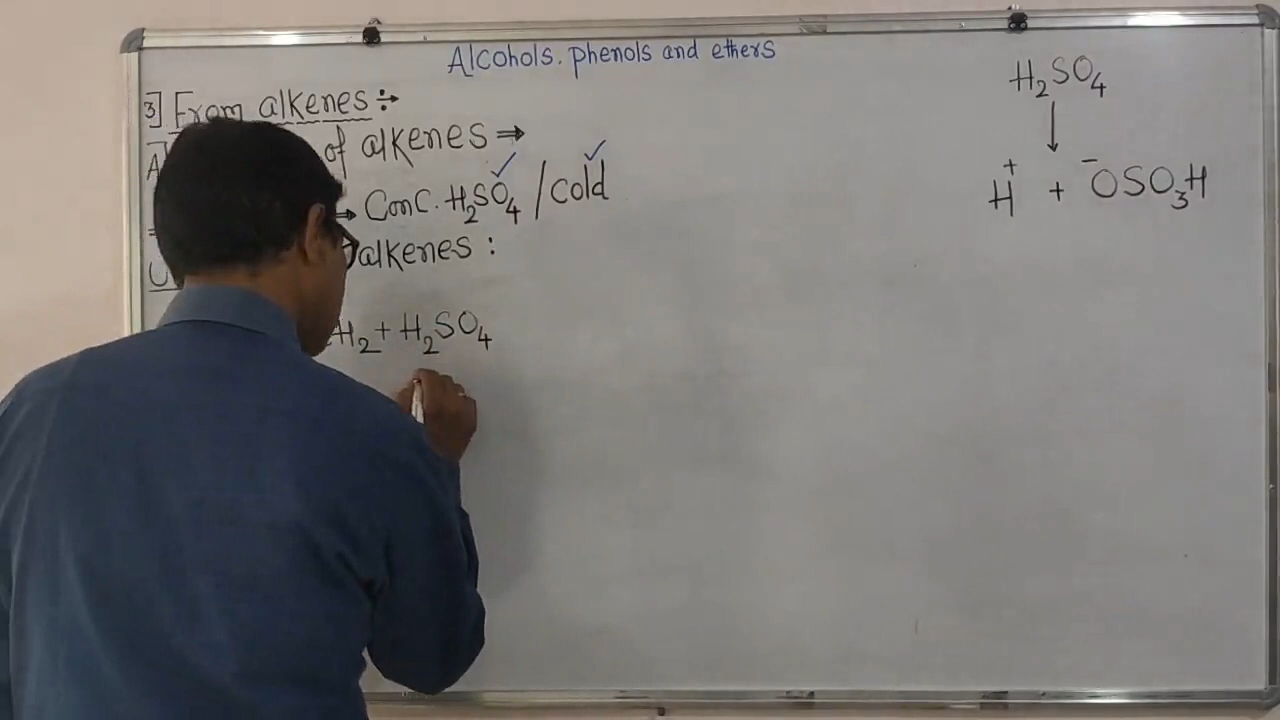 Alcohols. phenols and ethers
3] From alkenes :-
A] of alkenes ⇒
⇒ Conc. H₂SO₄ / cold
alkenes :
H₂ + H₂SO₄
H₂SO₄
↓
H⁺ + ⁻OSO₃H